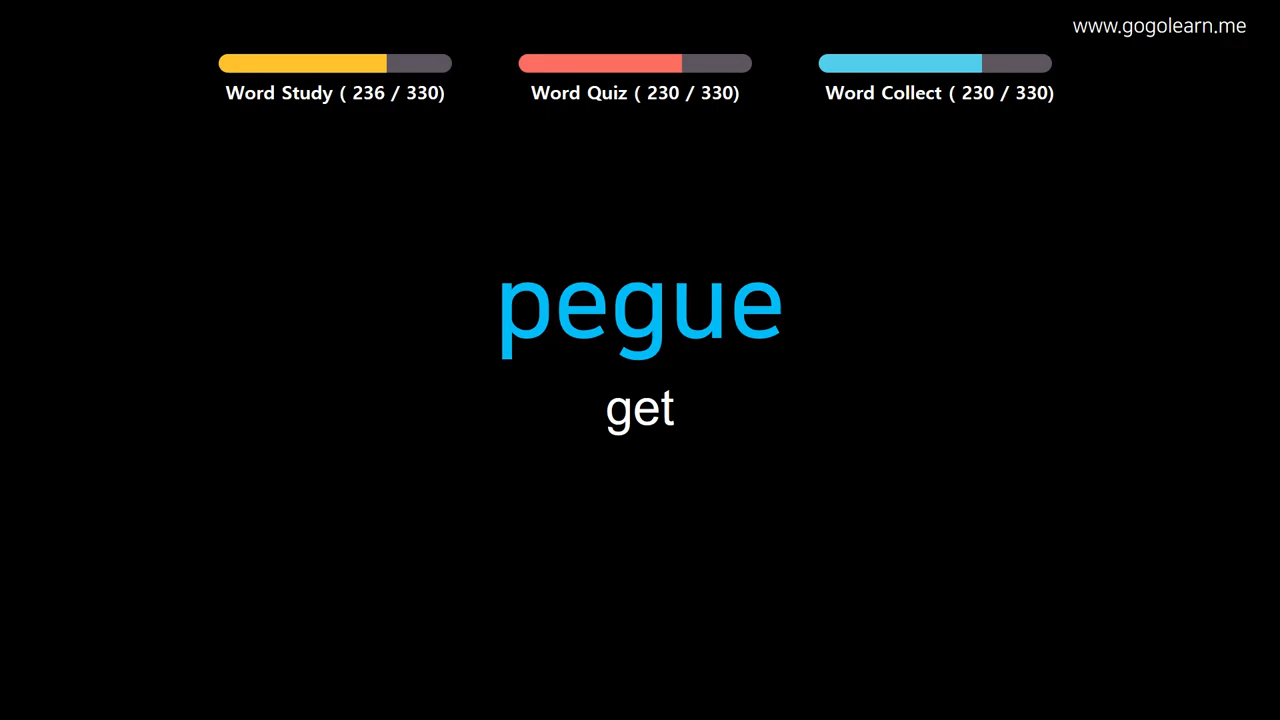 www.gogolearn.me
Word Study ( 236 / 330)
Word Quiz ( 230 / 330)
Word Collect ( 230 / 330)
pegue
get